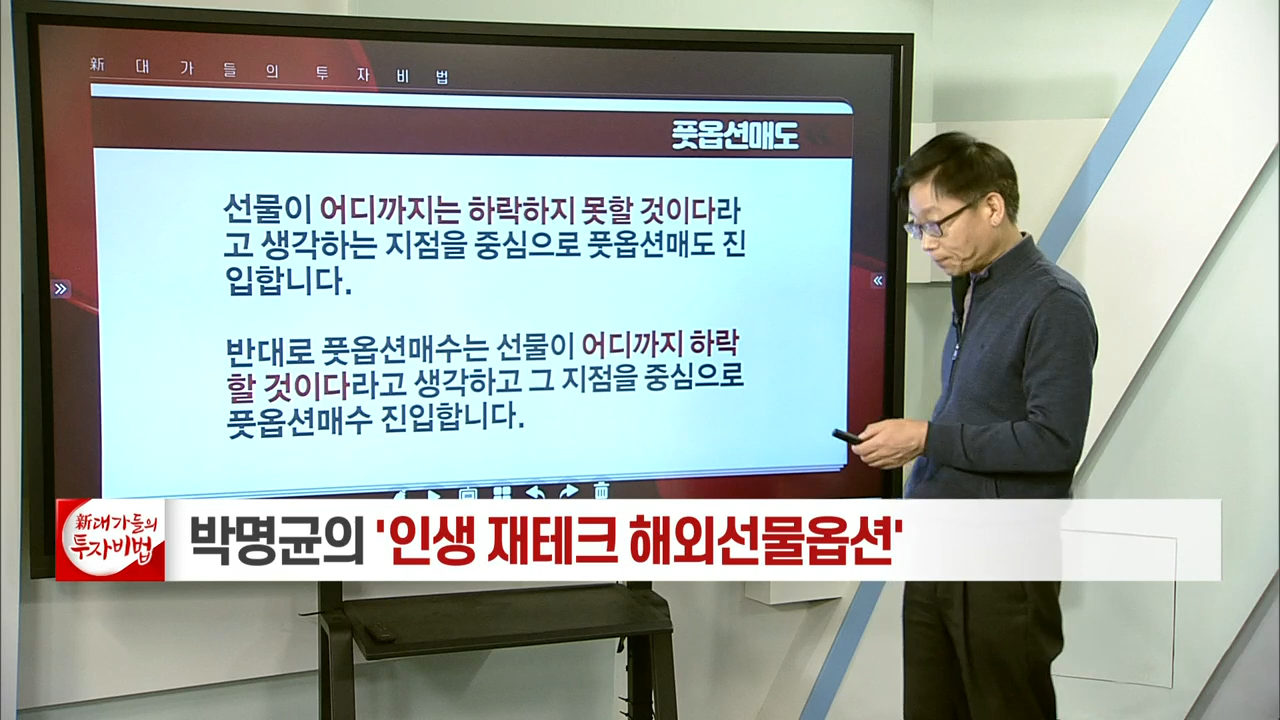 新 대 가 들 의 투 자 비 법
풋옵션매도
선물이 어디까지는 하락하지 못할 것이다라
고 생각하는 지점을 중심으로 풋옵션매도 진
입합니다.
반대로 풋옵션매수는 선물이 어디까지 하락
할 것이다라고 생각하고 그 지점을 중심으로
풋옵션매수 진입합니다.
新대가들의
투자비법
박명균의 '인생 재테크 해외선물옵션'